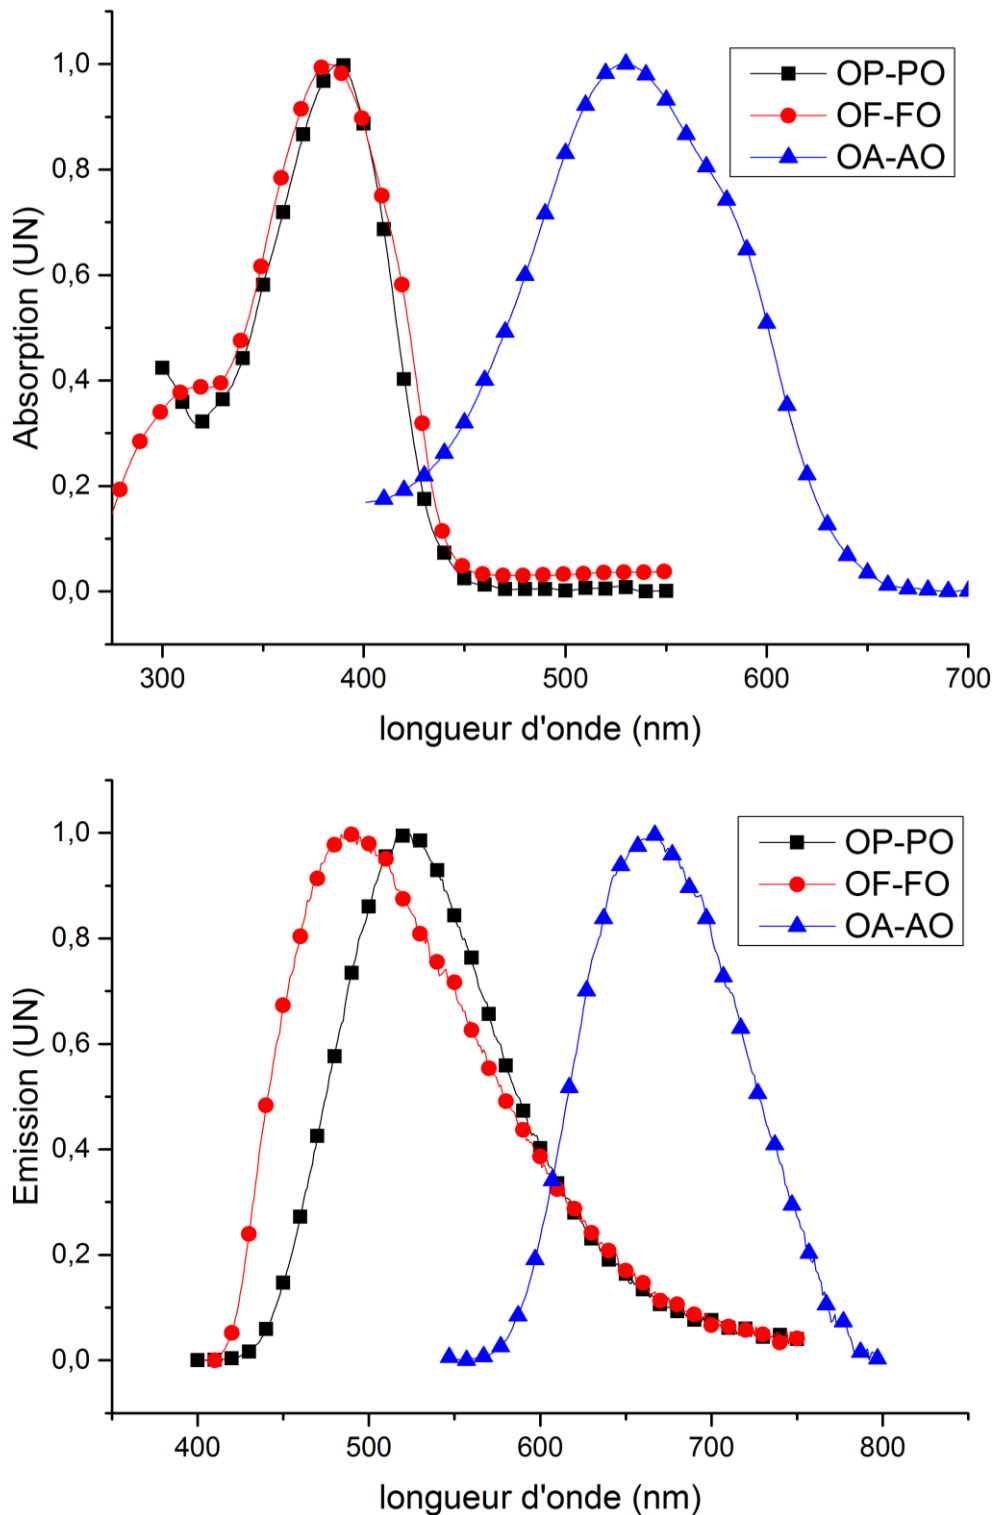 1,0
0,8
0,6
0,4
0,2
0,0
Absorption (UN)
OP-PO
OF-FO
OA-AO
300 400 500 600 700
longueur d'onde (nm)
1,0
0,8
0,6
0,4
0,2
0,0
Emission (UN)
OP-PO
OF-FO
OA-AO
400 500 600 700 800
longueur d'onde (nm)